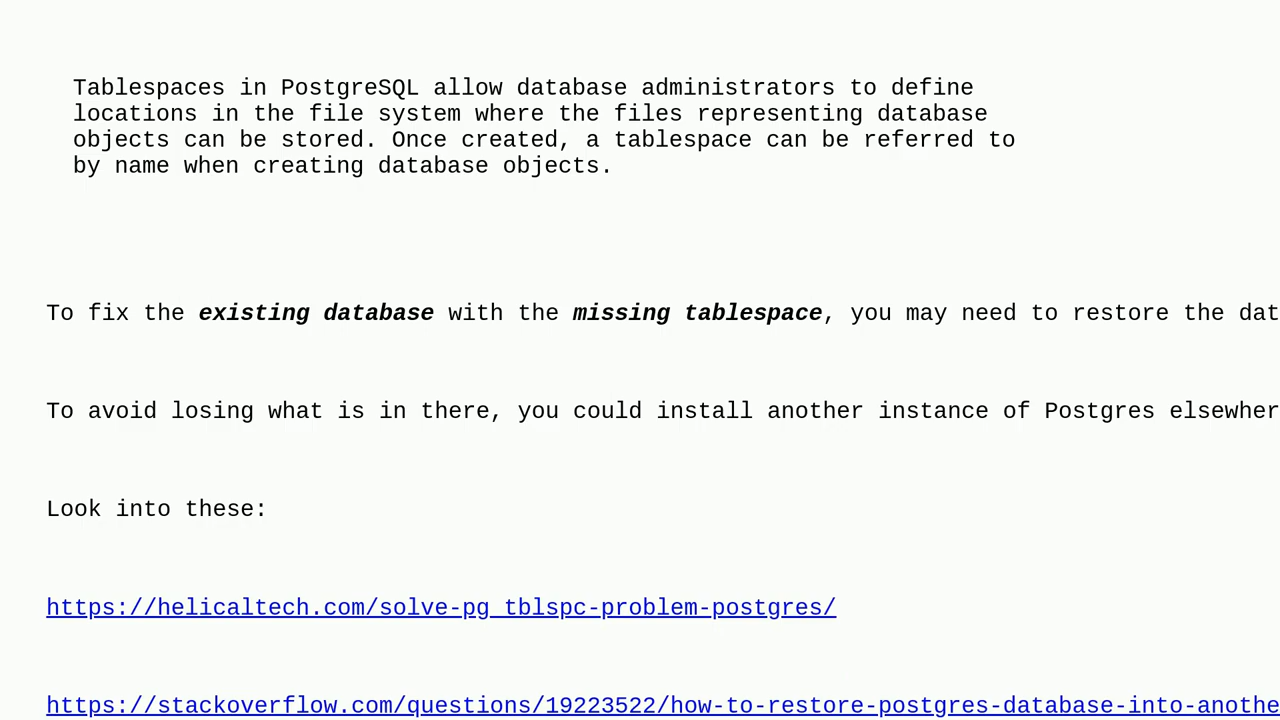 Tablespaces in PostgreSQL allow database administrators to define
locations in the file system where the files representing database
objects can be stored. Once created, a tablespace can be referred to
by name when creating database objects.
To fix the existing database with the missing tablespace, you may need to restore the dat
To avoid losing what is in there, you could install another instance of Postgres elsewher
Look into these:
https://helicaltech.com/solve-pg_tblspc-problem-postgres/
https://stackoverflow.com/questions/19223522/how-to-restore-postgres-database-into-anothe